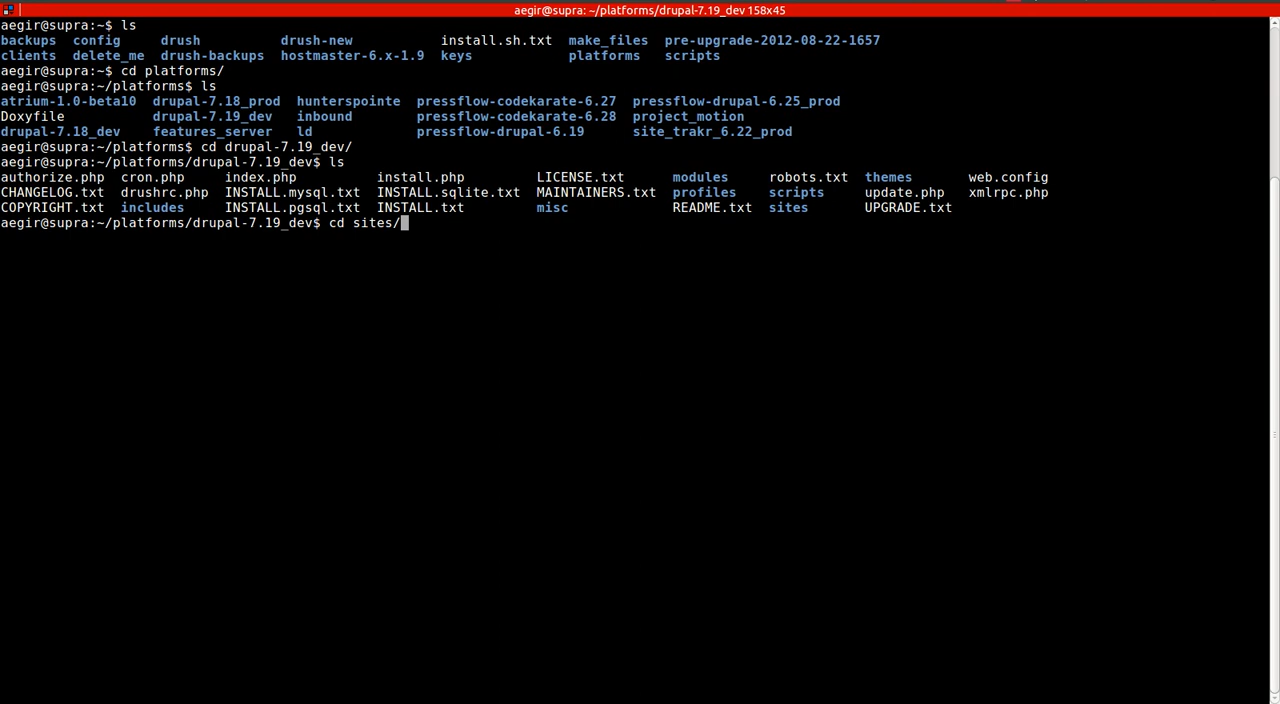 aegir@supra: ~/platforms/drupal-7.19_dev 158x45
aegir@supra:~$ ls
backups  config  drush  drush-new  install.sh.txt  make_files  pre-upgrade-2012-08-22-1657
clients  delete_me  drush-backups  hostmaster-6.x-1.9  keys  platforms  scripts
aegir@supra:~$ cd platforms/
aegir@supra:~/platforms$ ls
atrium-1.0-beta10  drupal-7.18_prod  hunterspointe  pressflow-codekarate-6.27  pressflow-drupal-6.25_prod
Doxyfile  drupal-7.19_dev  inbound  pressflow-codekarate-6.28  project_motion
drupal-7.18_dev  features_server  ld  pressflow-drupal-6.19  site_trakr_6.22_prod
aegir@supra:~/platforms$ cd drupal-7.19_dev/
aegir@supra:~/platforms/drupal-7.19_dev$ ls
authorize.php  cron.php  index.php  install.php  LICENSE.txt  modules  robots.txt  themes  web.config
CHANGELOG.txt  drushrc.php  INSTALL.mysql.txt  INSTALL.sqlite.txt  MAINTAINERS.txt  profiles  scripts  update.php  xmlrpc.php
COPYRIGHT.txt  includes  INSTALL.pgsql.txt  INSTALL.txt  misc  README.txt  sites  UPGRADE.txt
aegir@supra:~/platforms/drupal-7.19_dev$ cd sites/